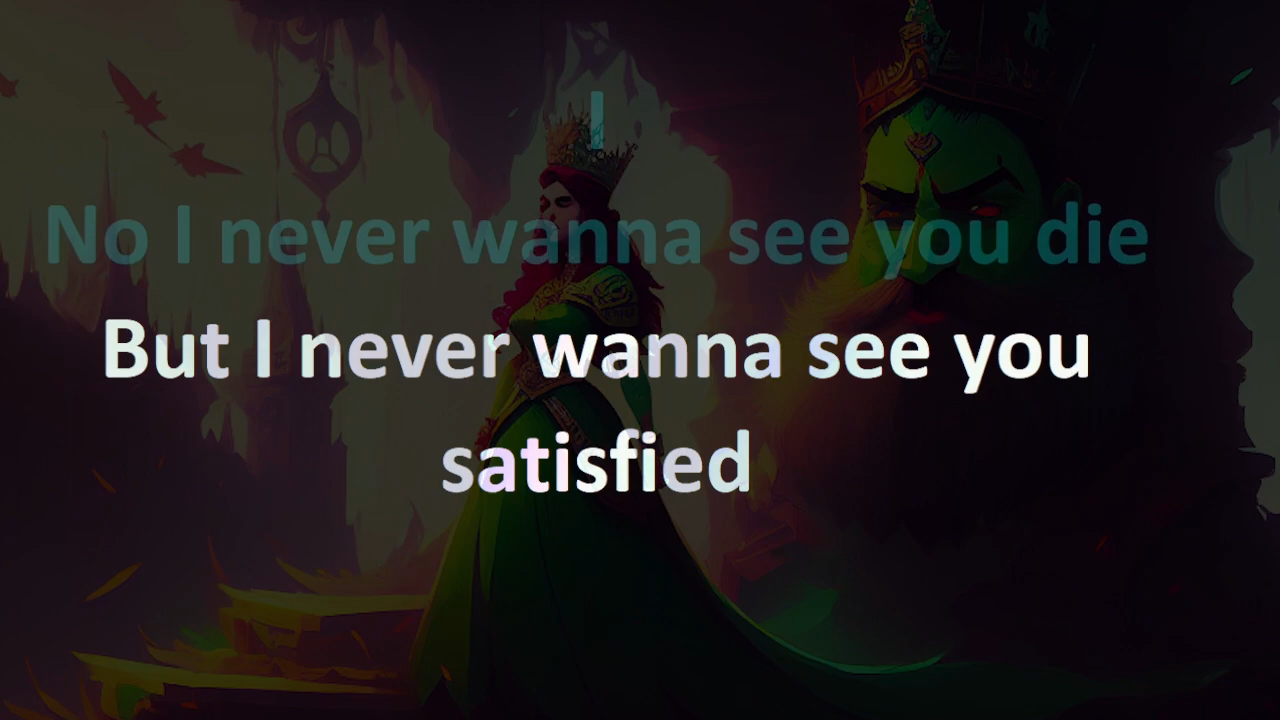 I
No I never wanna see you die
But I never wanna see you
satisfied